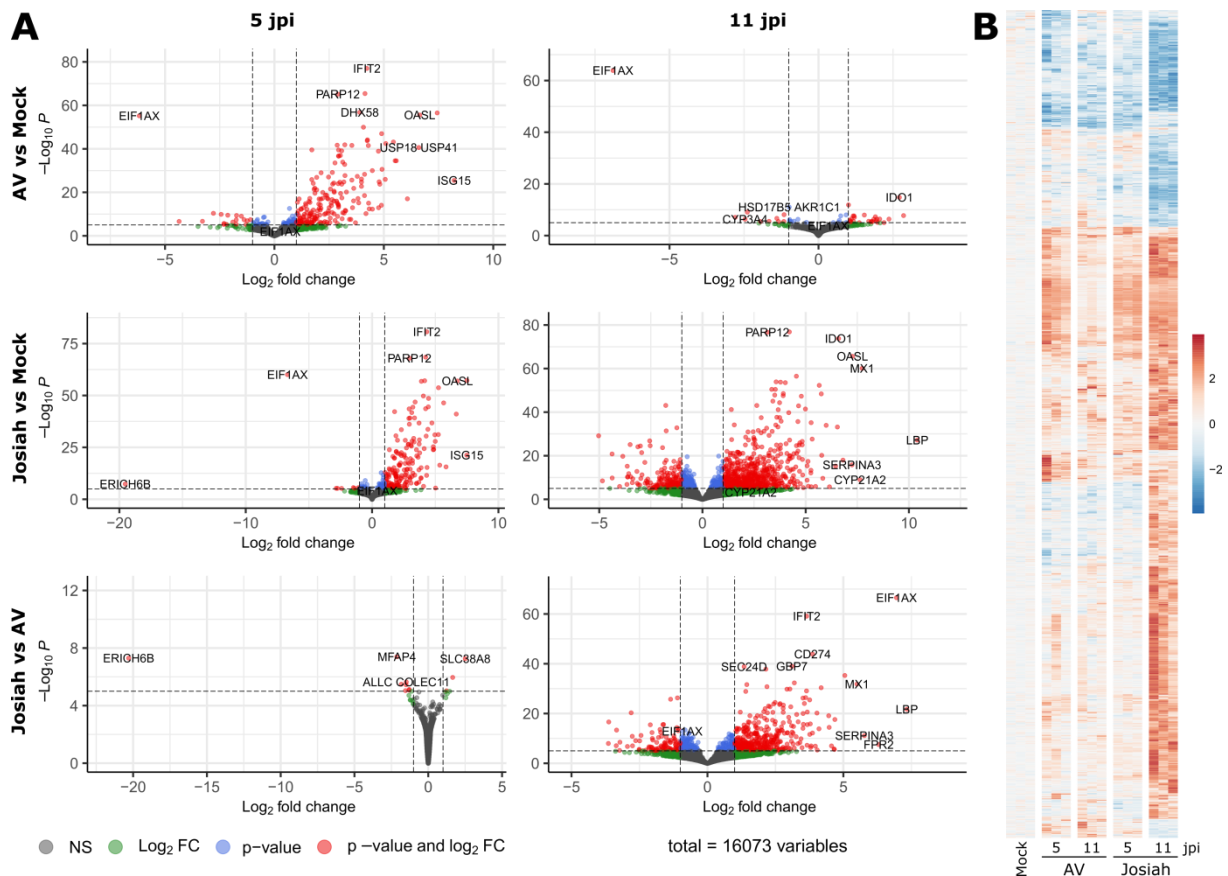 A
5 jpi
11 jpi
B
AV vs Mock
−Log10 P
80
60
40
20
0
IFIT2
PARP12
DHX58
OASL
EIF1AX
USP18 USP41
ISG15
EIF1AX
−5
0
5
10
Log2 fold change
60
40
20
0
EIF1AX
IDO1
HSD17B5 AKR1C1
CYP3A4
EIF1AX
−5
0
Log2 fold change
Josiah vs Mock
−Log10 P
75
50
25
0
IFIT2
PARP12
EIF1AX
OASL
ISG15
ERICH6B
EIF1AX
−20
−10
0
10
Log2 fold change
80
60
40
20
0
PARP12
IDO1
OASL
MX1
LBP
SERPINA3
CYP21A2
CYP21A2
−5
0
5
10
Log2 fold change
Josiah vs AV
−Log10 P
12
8
4
0
ERICH6B
MFAP4
SLC38A8
ALLC COLEC11
−20
−15
−10
−5
0
5
Log2 fold change
60
40
20
0
EIF1AX
IFIT2
CD274
SEC24D
GBP7
MX1
LBP
EIF1AX
SERPINA3
FPR2
0
5
Log2 fold change
NS
Log2 FC
p−value
p −value and log2 FC
total = 16073 variables
2
0
−2
Mock
5
11
5
11
jpi
AV
Josiah